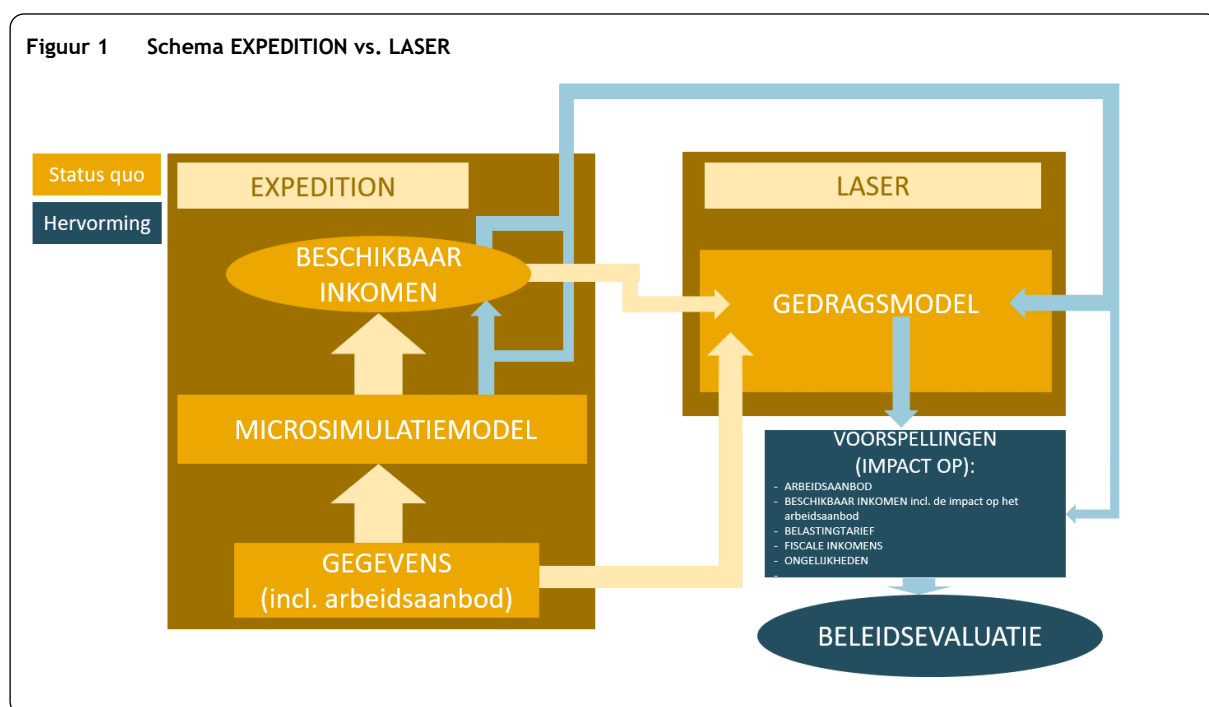 Figuur 1 Schema EXPEDITION vs. LASER
Status quo
Hervorming
EXPEDITION
BESCHIKBAAR
INKOMEN
MICROSIMULATIEMODEL
GEGEVENS
(incl. arbeidsaanbod)
LASER
GEDRAGSMODEL
VOORSPELLINGEN
(IMPACT OP):
- ARBEIDSAANBOD
- BESCHIKBAAR INKOMEN incl. de impact op het
arbeidsaanbod
- BELASTINGTARIEF
- FISCALE INKOMENS
- ONGELIJKHEDEN
-
BELEIDSEVALUATIE